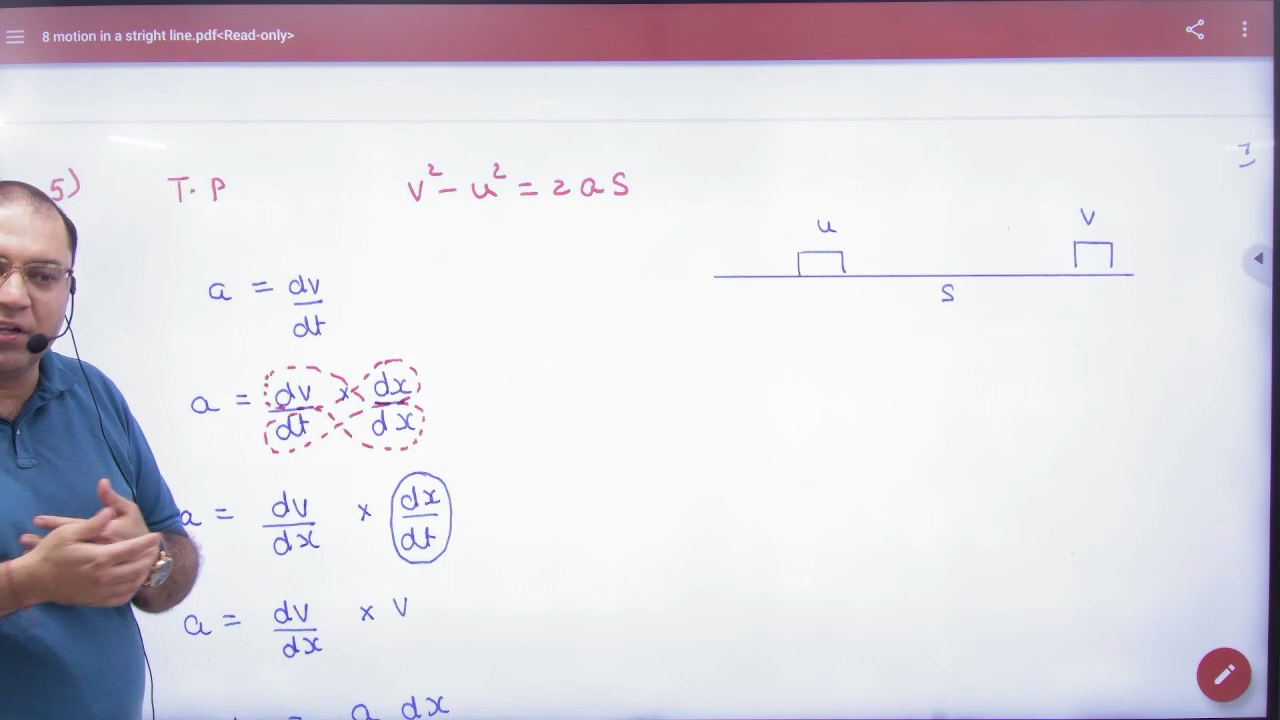 8 motion in a stright line.pdf<Read-only>
5) T. P v² - u² = 2 a S
u v
S
a = dv/dt
a = dv/dt × dx/dx
a = dv/dx × dx/dt
a = dv/dx × v
= a dx